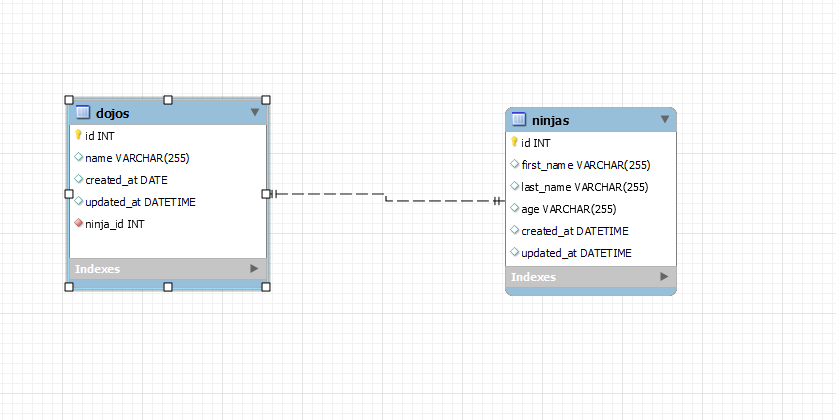 dojos
id INT
name VARCHAR(255)
created_at DATE
updated_at DATETIME
ninja_id INT
Indexes
ninjas
id INT
first_name VARCHAR(255)
last_name VARCHAR(255)
age VARCHAR(255)
created_at DATETIME
updated_at DATETIME
Indexes